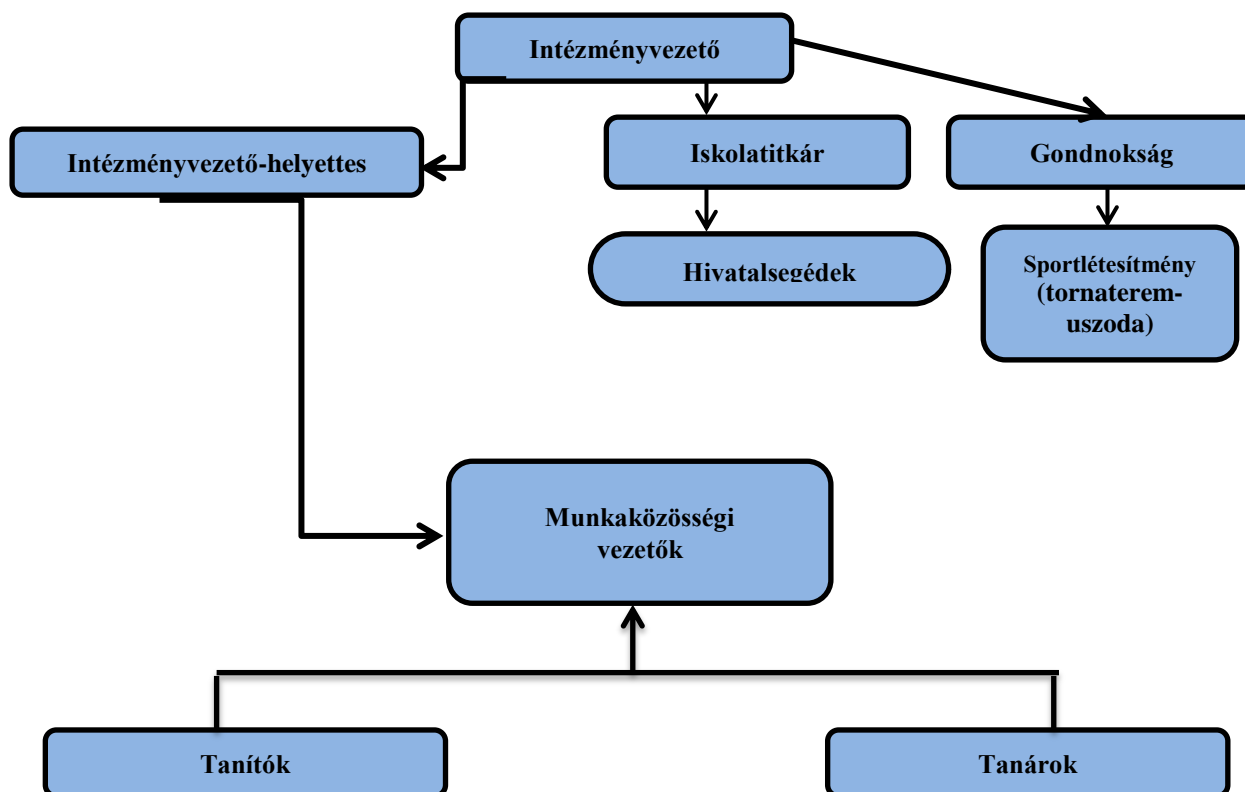 Intézményvezető
Intézményvezető-helyettes
Iskolatitkár
Gondnokság
Hivatalsegédek
Sportlétesítmény
(tornaterem-
uszoda)
Munkaközösségi
vezetők
Tanítók
Tanárok